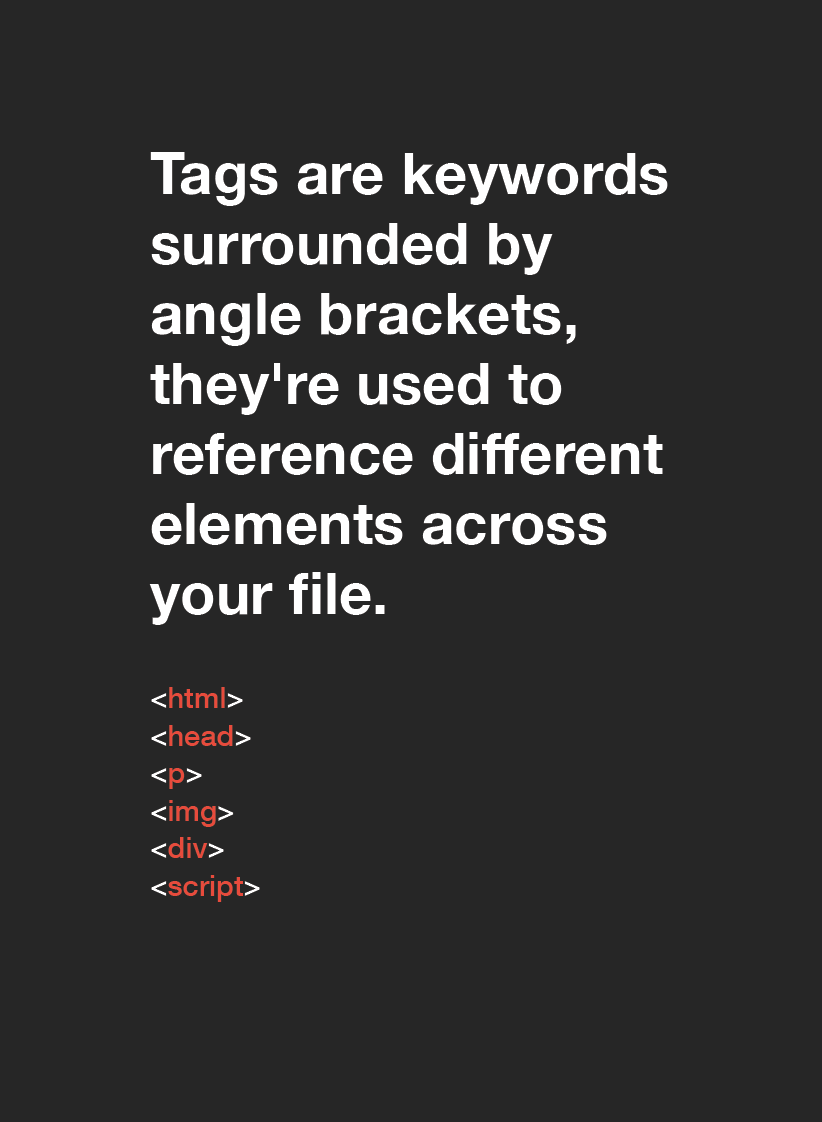 Tags are keywords
surrounded by
angle brackets,
they're used to
reference different
elements across
your file.
<html>
<head>
<p>
<img>
<div>
<script>